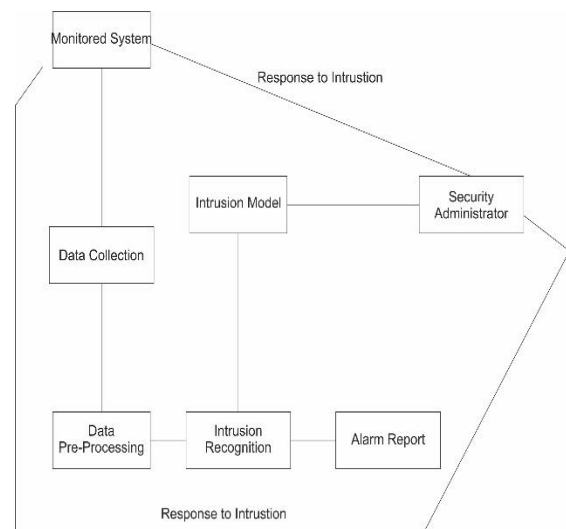 Monitored System
Response to Intrustion
Intrusion Model
Security
Administrator
Data Collection
Data
Pre-Processing
Intrusion
Recognition
Alarm Report
Response to Intrustion